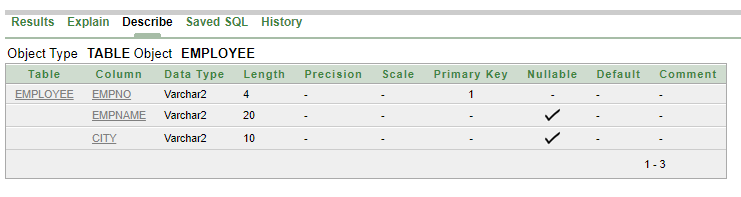 Results Explain Describe Saved SQL History
Object Type TABLE Object EMPLOYEE
Table Column Data Type Length Precision Scale Primary Key Nullable Default Comment
EMPLOYEE EMPNO Varchar2 4 - - 1 - - -
EMPNAME Varchar2 20 - - - ✓ - -
CITY Varchar2 10 - - - ✓ - -
1 - 3